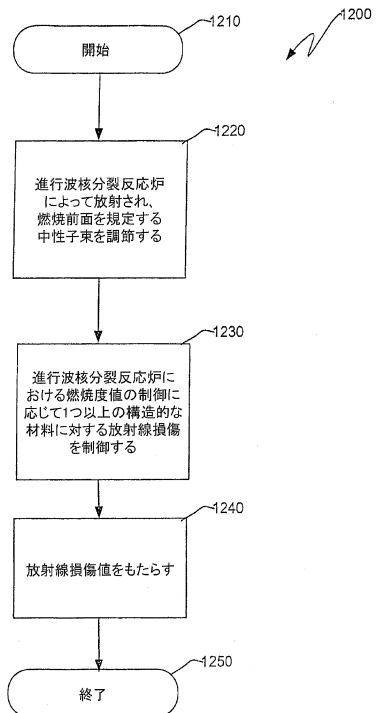 1200
1210
開始
1220
進行波核分裂反応炉
によって放射され、
燃焼前面を規定する
中性子束を調節する
1230
進行波核分裂反応炉に
おける燃焼度値の制御に
応じて1つ以上の構造的な
材料に対する放射線損傷
を制御する
1240
放射線損傷値をもたらす
1250
終了